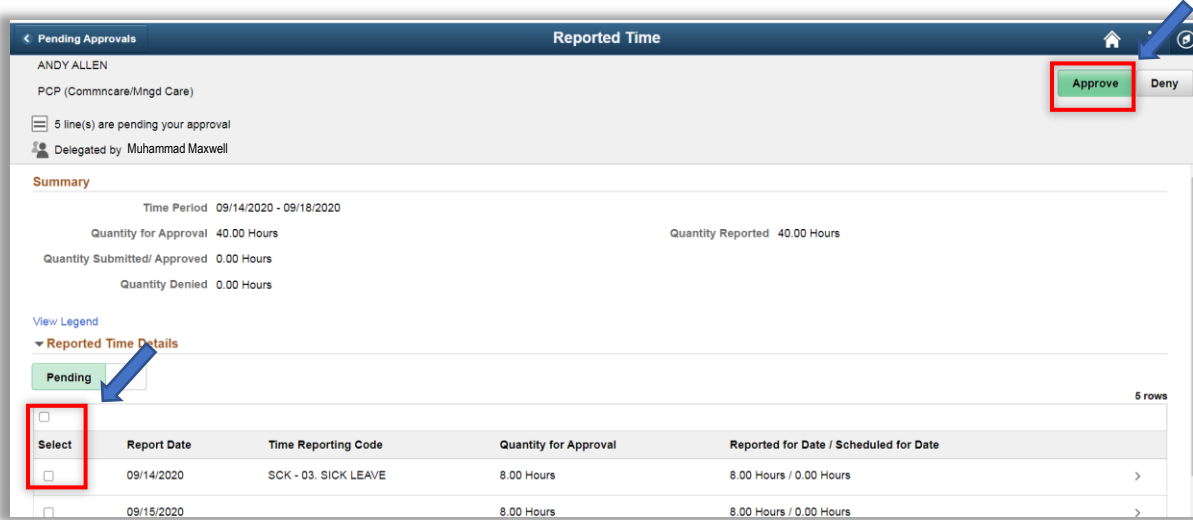 Pending Approvals
Reported Time
ANDY ALLEN
PCP (Commncare/Mngd Care)
Approve
Deny
5 line(s) are pending your approval
Delegated by Muhammad Maxwell
Summary
Time Period 09/14/2020 - 09/18/2020
Quantity for Approval 40.00 Hours
Quantity Reported 40.00 Hours
Quantity Submitted/ Approved 0.00 Hours
Quantity Denied 0.00 Hours
View Legend
Reported Time Details
Pending
5 rows
Select Report Date Time Reporting Code Quantity for Approval Reported for Date / Scheduled for Date
09/14/2020 SCK - 03. SICK LEAVE 8.00 Hours 8.00 Hours / 0.00 Hours
09/15/2020 8.00 Hours 8.00 Hours / 0.00 Hours